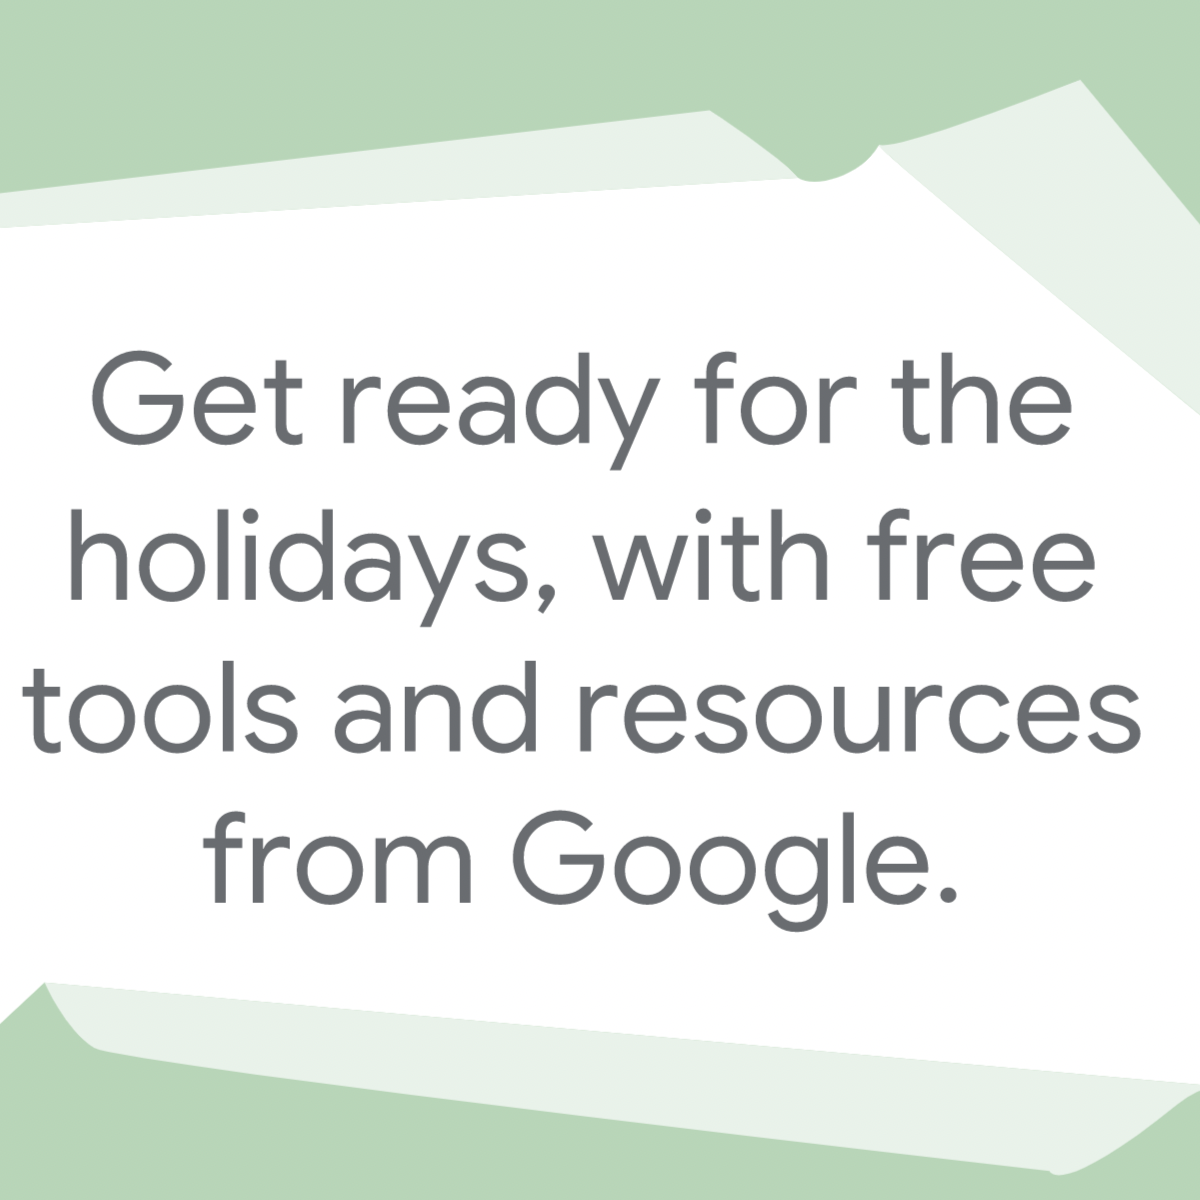 Get ready for the
holidays, with free
tools and resources
from Google.